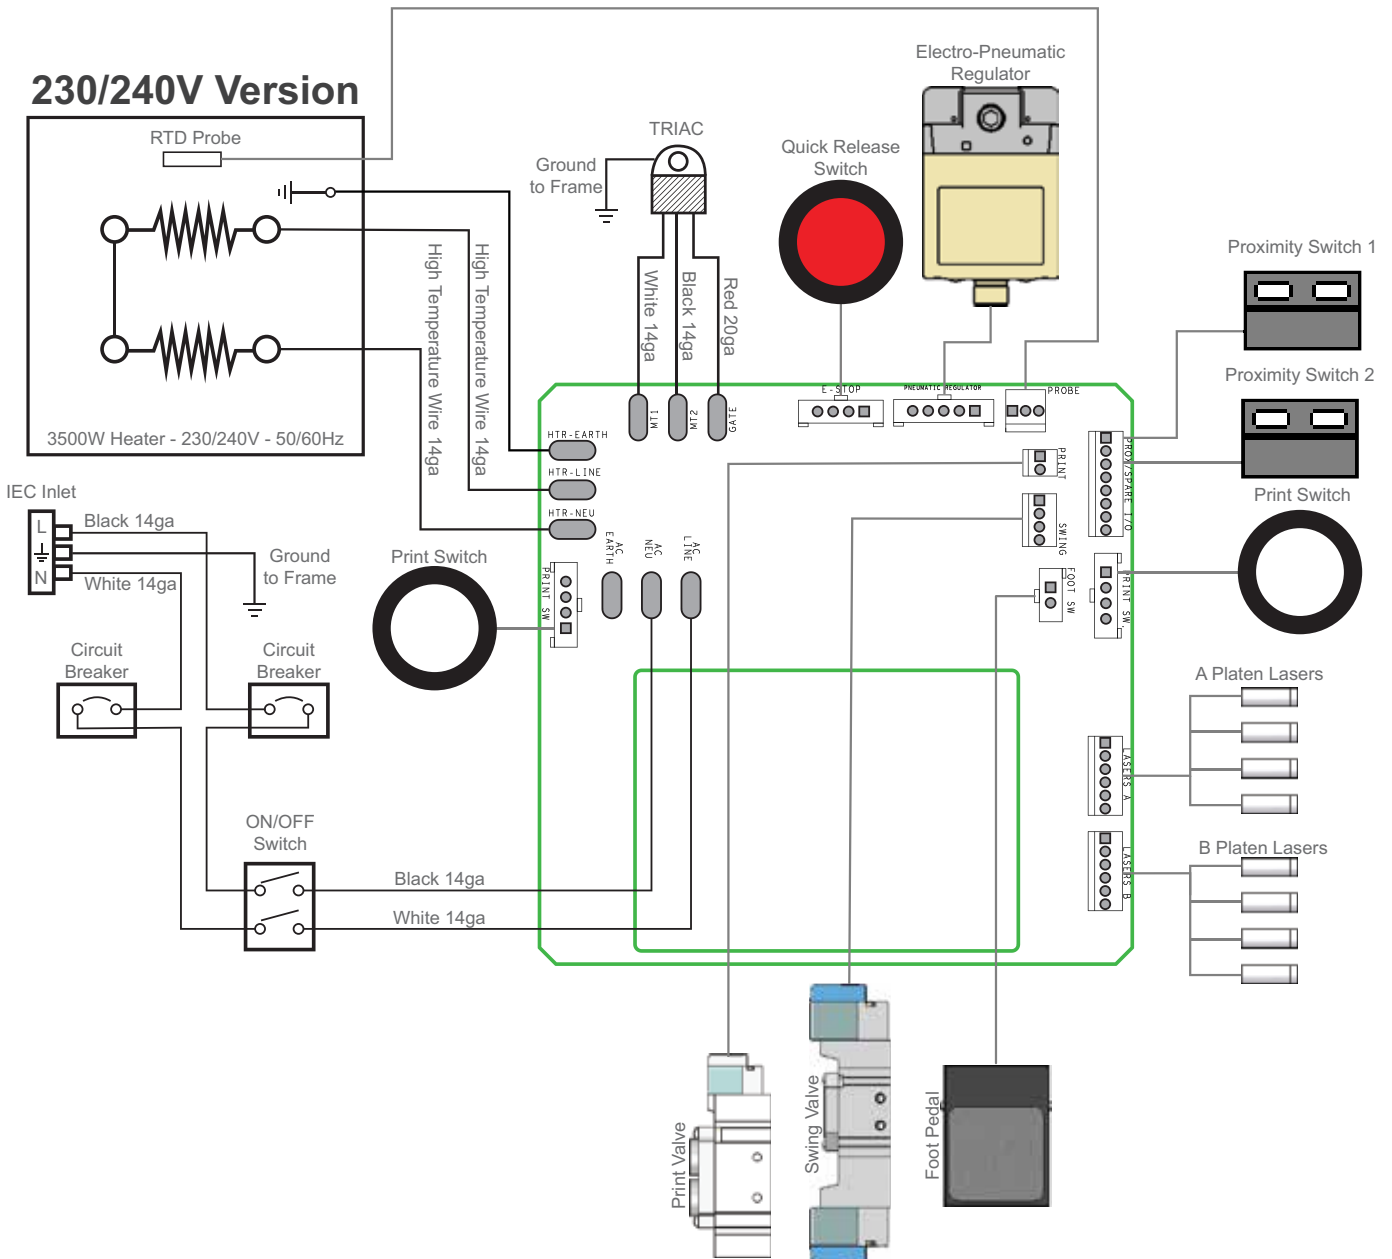 230/240V Version
RTD Probe
3500W Heater - 230/240V - 50/60Hz
High Temperature Wire 14ga
High Temperature Wire 14ga
Ground
to Frame
TRIAC
White 14ga
Black 14ga
Red 20ga
Quick Release
Switch
Electro-Pneumatic
Regulator
Proximity Switch 1
Proximity Switch 2
Print Switch
E-STOP
PNEUMATIC REGULATOR
PROBE
MT1
MT2
GATE
HTR-EARTH
HTR-LINE
HTR-NEU
PRINT
PROX/SPARE I/O
SWING
FOOT SW
PRINT SW.
IEC Inlet
L
N
Black 14ga
White 14ga
Ground
to Frame
Print Switch
PRINT SW
AC
EARTH
AC
NEU
AC
LINE
Circuit
Breaker
Circuit
Breaker
A Platen Lasers
LASERS A
ON/OFF
Switch
B Platen Lasers
LASERS B
Black 14ga
White 14ga
Print Valve
Swing Valve
Foot Pedal